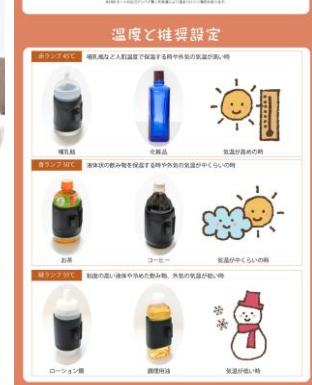 温度と推奨設定
赤ランプ 45℃ 哺乳瓶など人肌温度で保温する時や外気の気温が高い時
哺乳瓶 化粧品 気温が高めの時
青ランプ 50℃ 液体状の飲み物を保温する時や外気の気温が中くらいの時
お茶 コーヒー 気温が中くらいの時
緑ランプ 55℃ 粘度の高い液体や冷めた飲み物、外気の気温が低い時
ローション類 調理用油 気温が低い時